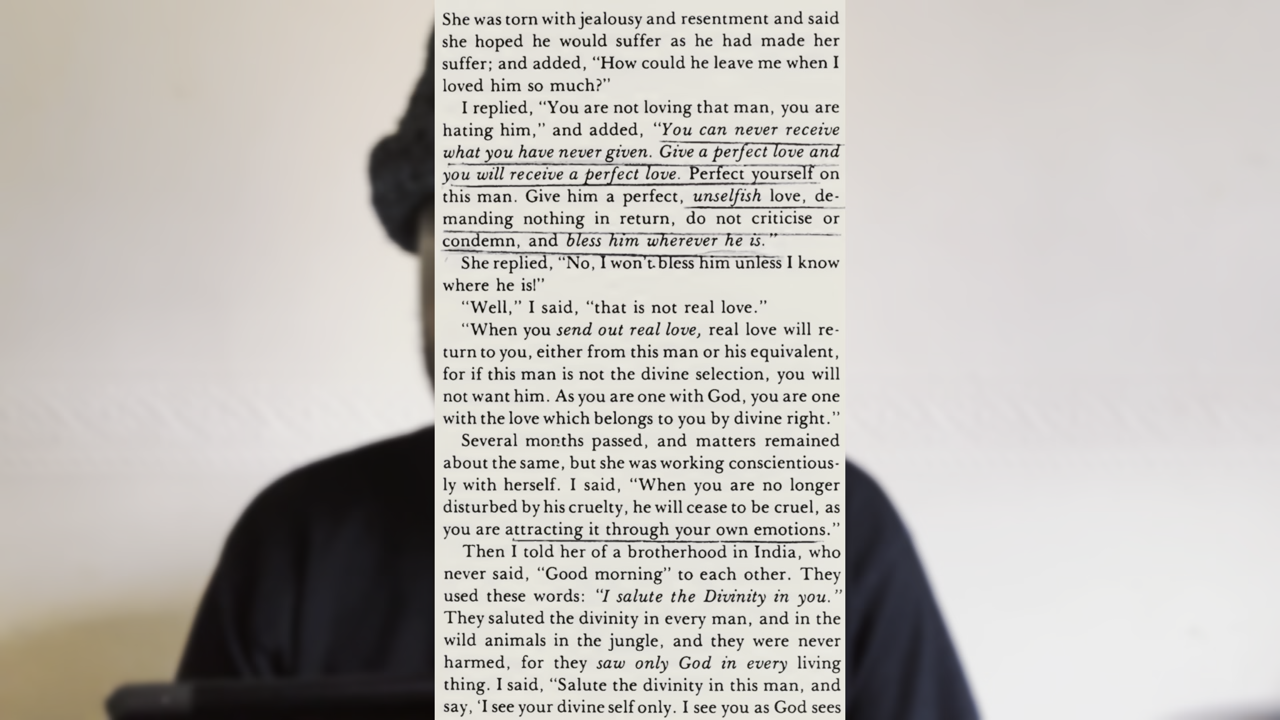 She was torn with jealousy and resentment and said
she hoped he would suffer as he had made her
suffer; and added, “How could he leave me when I
loved him so much?”
I replied, “You are not loving that man, you are
hating him,” and added, “You can never receive
what you have never given. Give a perfect love and
you will receive a perfect love. Perfect yourself on
this man. Give him a perfect, unselfish love, de-
manding nothing in return, do not criticise or
condemn, and bless him wherever he is.”
She replied, “No, I won't bless him unless I know
where he is!”
“Well,” I said, “that is not real love.”
“When you send out real love, real love will re-
turn to you, either from this man or his equivalent,
for if this man is not the divine selection, you will
not want him. As you are one with God, you are one
with the love which belongs to you by divine right.”
Several months passed, and matters remained
about the same, but she was working conscientious-
ly with herself. I said, “When you are no longer
disturbed by his cruelty, he will cease to be cruel, as
you are attracting it through your own emotions.”
Then I told her of a brotherhood in India, who
never said, “Good morning” to each other. They
used these words: “I salute the Divinity in you.”
They saluted the divinity in every man, and in the
wild animals in the jungle, and they were never
harmed, for they saw only God in every living
thing. I said, “Salute the divinity in this man, and
say, ‘I see your divine self only. I see you as God sees